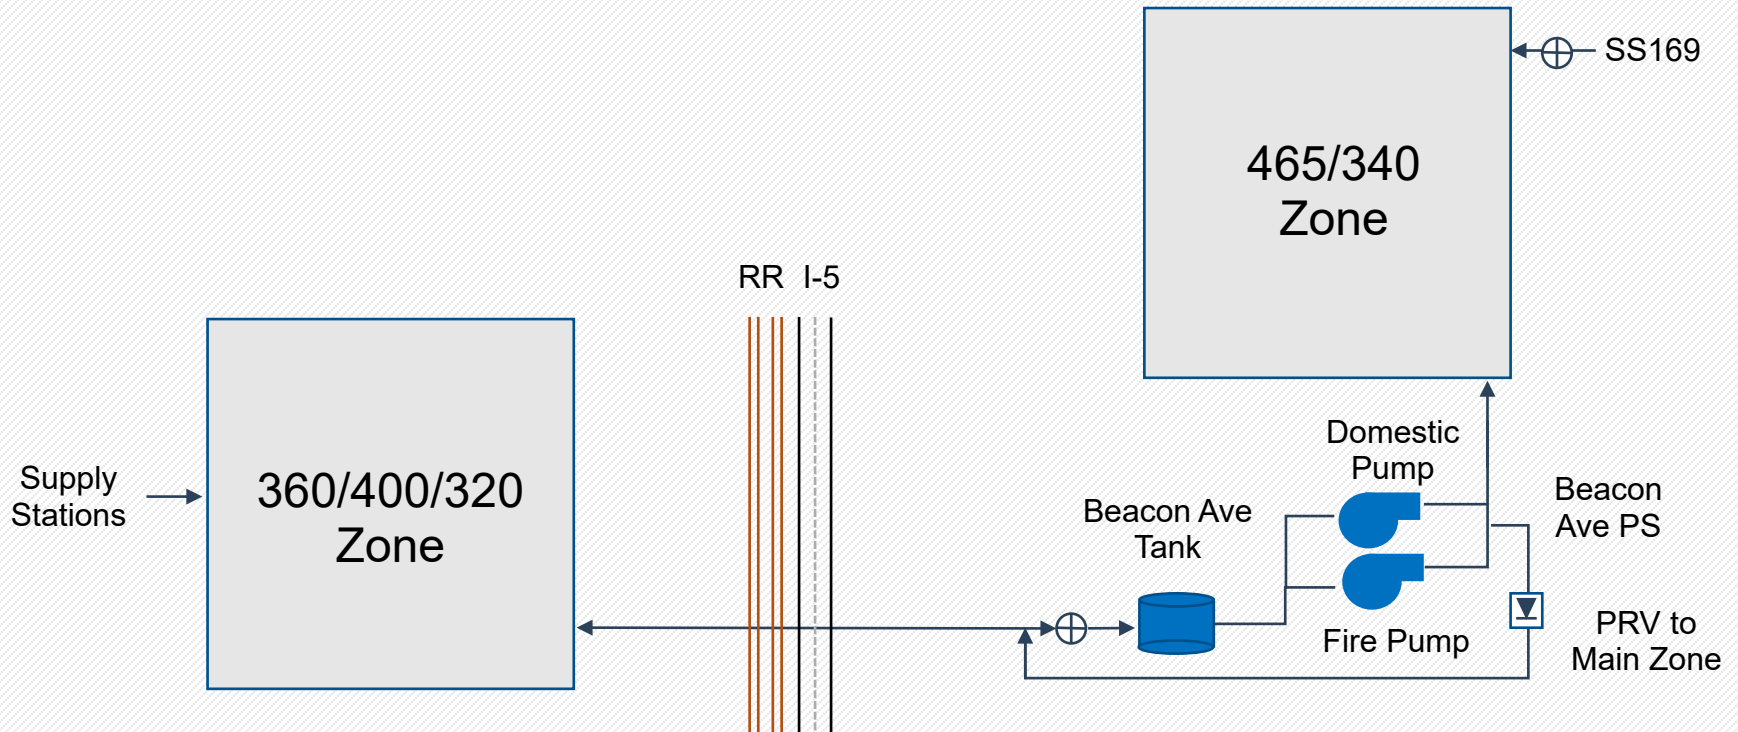 SS169
465/340
Zone
RR I-5
360/400/320
Zone
Supply
Stations
Domestic
Pump
Beacon Ave
Tank
Beacon
Ave PS
Fire Pump
PRV to
Main Zone